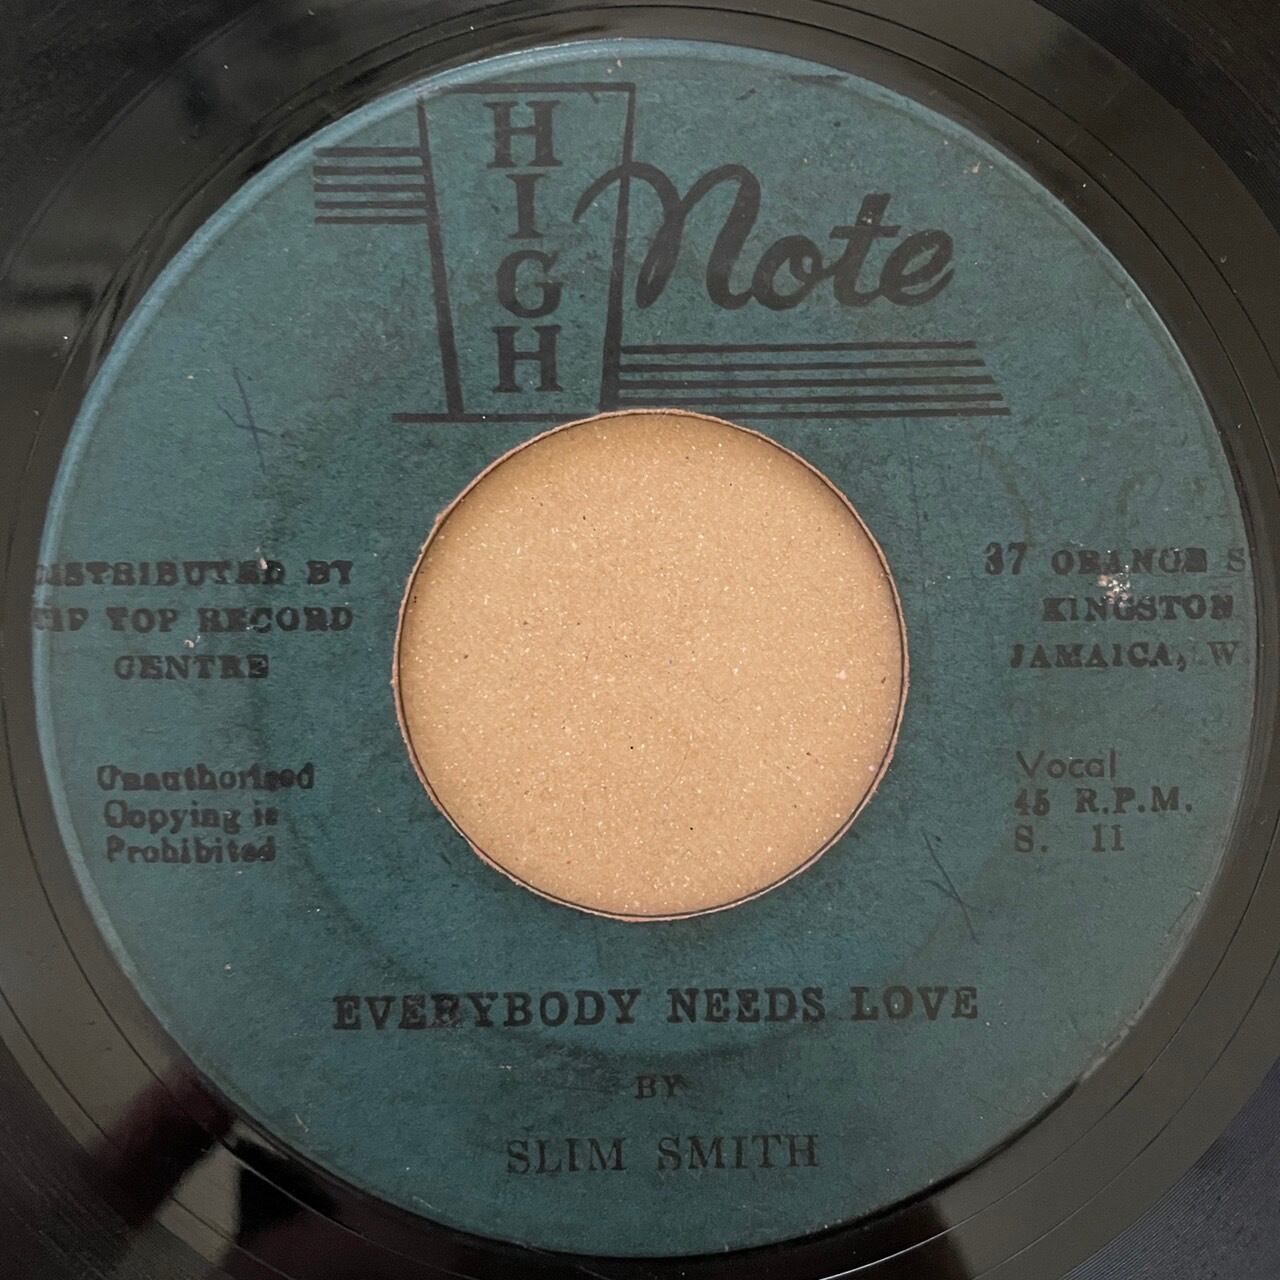 HIGH
Note
DISTRIBUTED BY
TIP TOP RECORD
CENTRE
37 ORANGE S
KINGSTON
JAMAICA, W
Unauthorised
Copying is
Prohibited
Vocal
45 R.P.M.
S. 11
EVERYBODY NEEDS LOVE
BY
SLIM SMITH